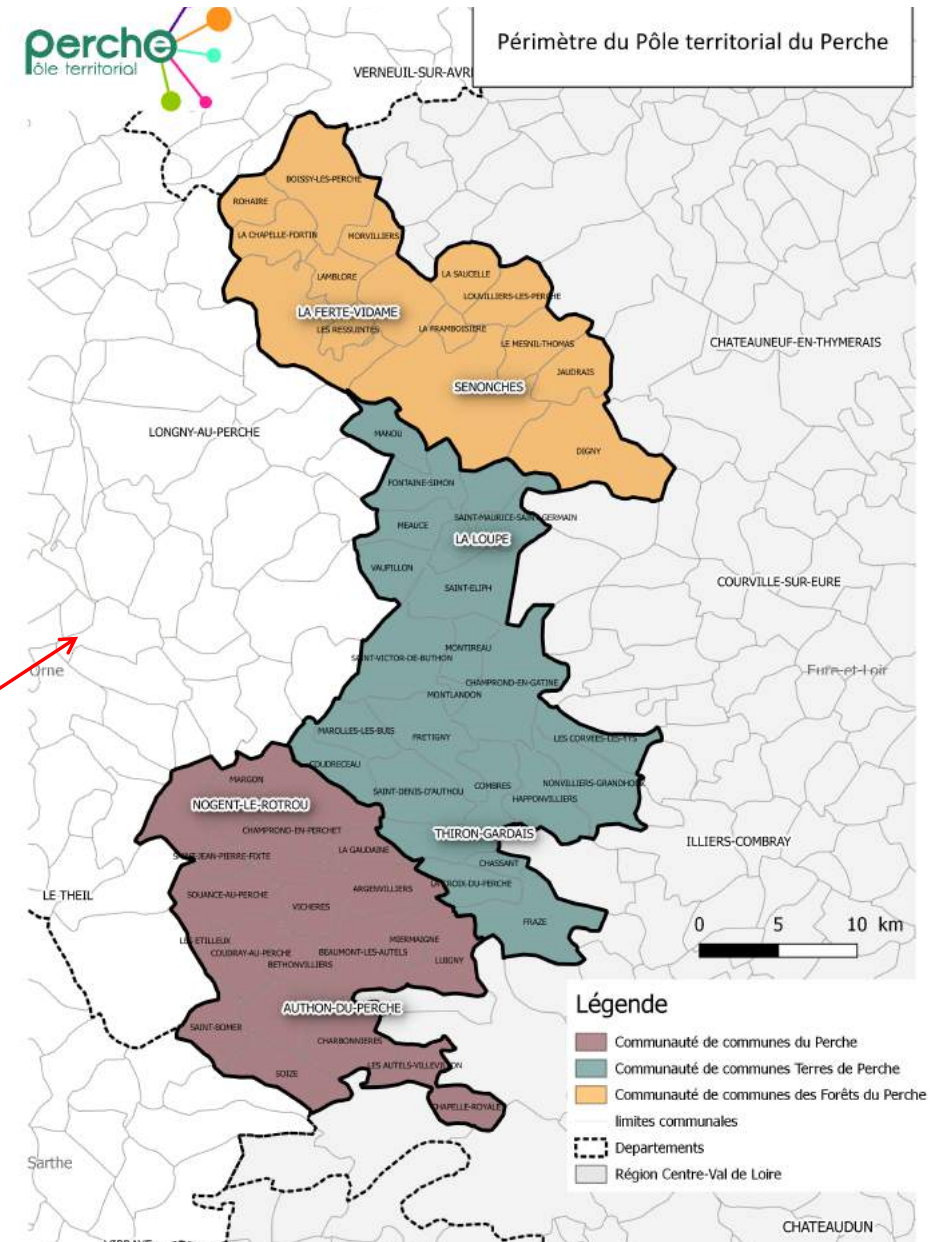 perche
pôle territorial
Périmètre du Pôle territorial du Perche
VERNEUIL-SUR-AVR
BOISSY-LES-PERCHE
ROHAIRE
LA CHAPELLE-FORTIN
MORVILLIERS
LAMBLORE
LA SAUCELLE
LOUVILLIERS-LES-PERCHE
LA FERTE-VIDAME
LES RESSUINTES
LA FRAMBOISIERE
LE MESNIL-THOMAS
CHATEAUNEUF-EN-THYMERAIS
JAUDRAIS
SENONCHES
LONGNY-AU-PERCHE
MANOU
DIGNY
FONTAINE-SIMON
SAINT-MAURICE-SAINT-GERMAIN
MEAUCE
LA LOUPE
VAUPILLON
SAINT-ELIPH
COURVILLE-SUR-EURE
MONTIREAU
SAINT-VICTOR-DE-BUTHON
Orne
Eure-et-Loir
CHAMPROND-EN-GATINE
MONTLANDON
MAROLLES-LES-BUIS
FRETIGNY
LES CORVEES-LES-YYS
COUDRECEAU
MARGON
SAINT-DENIS-D'AUTHOU
COMBRES
NONVILLIERS-GRANDHOUX
HAPPONVILLIERS
NOGENT-LE-ROTROU
CHAMPROND-EN-PERCHET
THIRON-GARDAIS
ILLIERS-COMBRAY
LA GAUDAINE
SAINT-JEAN-PIERRE-FIXTE
CHASSANT
LA CROIX-DU-PERCHE
ARGENVILLIERS
LE THEIL
SOUANCE-AU-PERCHE
VICHERES
FRAZE
0 5 10 km
LES-ETILLEUX
MIERMAIGNE
COUDRAY-AU-PERCHE
BEAUMONT-LES-AUTELS
LUIGNY
BETHONVILLIERS
AUTHON-DU-PERCHE
SAINT-BOMER
CHARBONNIERES
LES AUTELS-VILLEVILLON
SOIZE
CHAPELLE-ROYALE
Légende
Communauté de communes du Perche
Communauté de communes Terres de Perche
Communauté de communes des Forêts du Perche
limites communales
Departements
Région Centre-Val de Loire
Sarthe
CHATEAUDUN